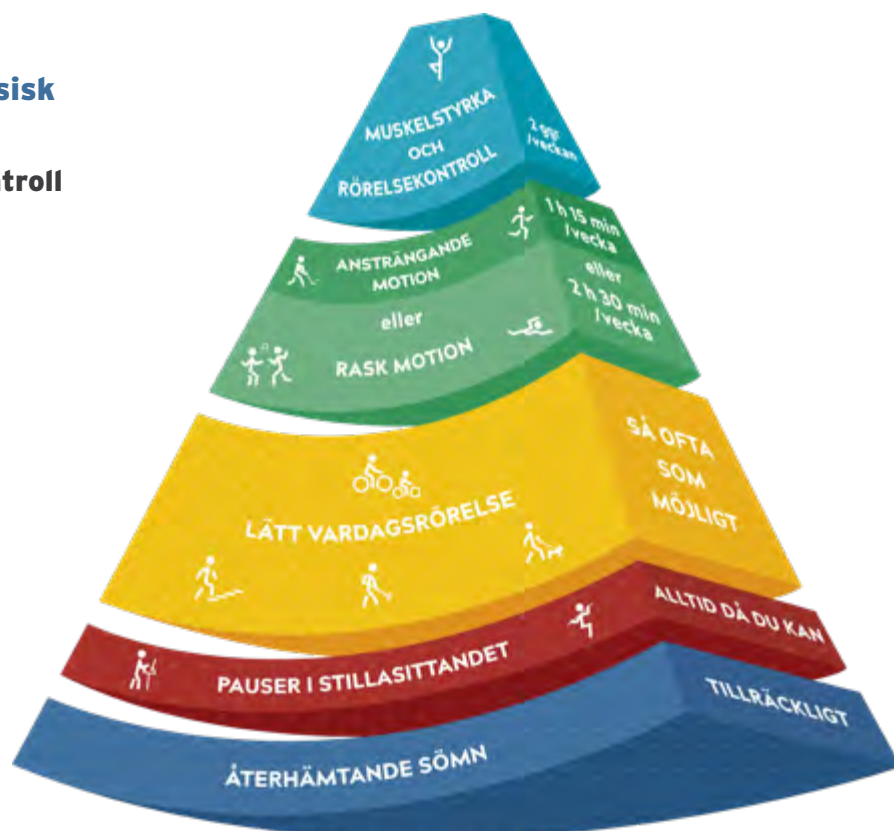 sisk
troll
MUSKELSTYRKA
OCH
RÖRELSEKONTROLL
2 ggr
/veckan
ANSTRÄNGANDE
MOTION
1 h 15 min
/vecka
eller
RASK MOTION
eller
2 h 30 min
/vecka
LÄTT VARDAGSRÖRELSE
SÅ OFTA
SOM
MÖJLIGT
PAUSER I STILLASITTANDET
ALLTID DÅ DU KAN
ÅTERHÄMTANDE SÖMN
TILLRÄCKLIGT